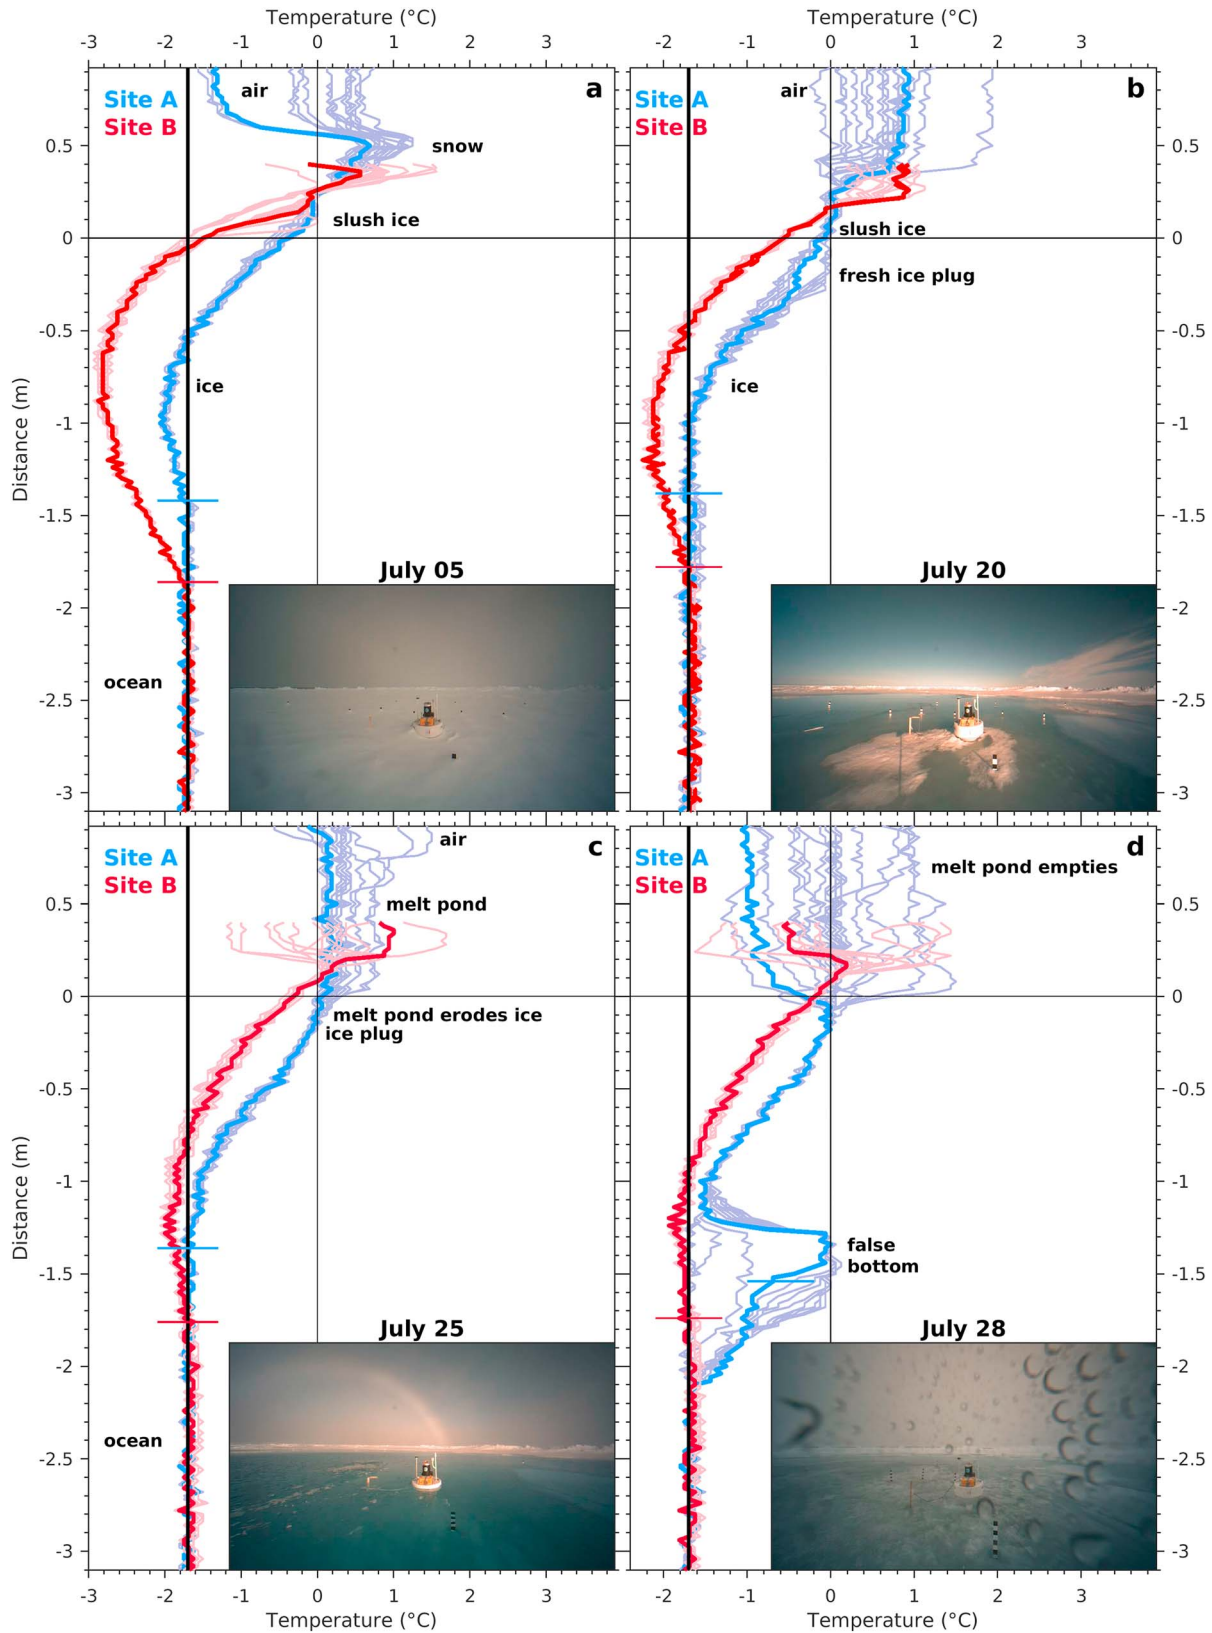 Temperature (°C)
Temperature (°C)
-3 -2 -1 0 1 2 3
-2 -1 0 1 2 3
Site A
Site B
air
a
snow
slush ice
ice
ocean
July 05
0.5
0
-0.5
-1
-1.5
-2
-2.5
-3
Distance (m)
Site A
Site B
air
b
slush ice
fresh ice plug
ice
July 20
0.5
0
-0.5
-1
-1.5
-2
-2.5
-3
Site A
Site B
air
c
melt pond
melt pond erodes ice
ice plug
ocean
July 25
0.5
0
-0.5
-1
-1.5
-2
-2.5
-3
Distance (m)
Site A
Site B
d
melt pond empties
false
bottom
July 28
0.5
0
-0.5
-1
-1.5
-2
-2.5
-3
-3 -2 -1 0 1 2 3
-2 -1 0 1 2 3
Temperature (°C)
Temperature (°C)